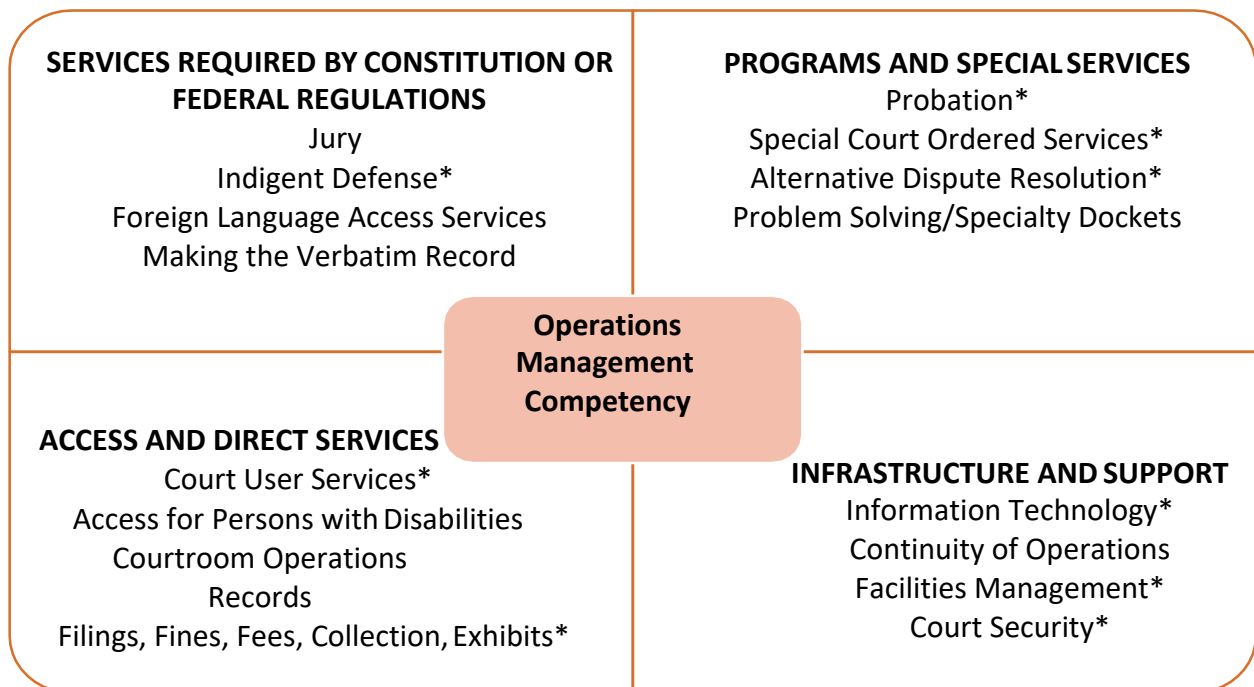 SERVICES REQUIRED BY CONSTITUTION OR
FEDERAL REGULATIONS
Jury
Indigent Defense*
Foreign Language Access Services
Making the Verbatim Record
PROGRAMS AND SPECIAL SERVICES
Probation*
Special Court Ordered Services*
Alternative Dispute Resolution*
Problem Solving/Specialty Dockets
Operations
Management
Competency
ACCESS AND DIRECT SERVICES
Court User Services*
Access for Persons with Disabilities
Courtroom Operations
Records
Filings, Fines, Fees, Collection, Exhibits*
INFRASTRUCTURE AND SUPPORT
Information Technology*
Continuity of Operations
Facilities Management*
Court Security*